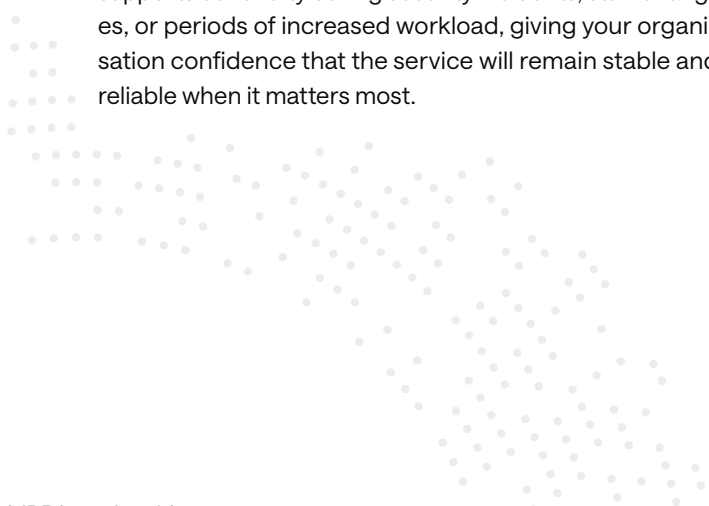 es, or periods of increased workload, giving your organi
sation confidence that the service will remain stable and
reliable when it matters most.